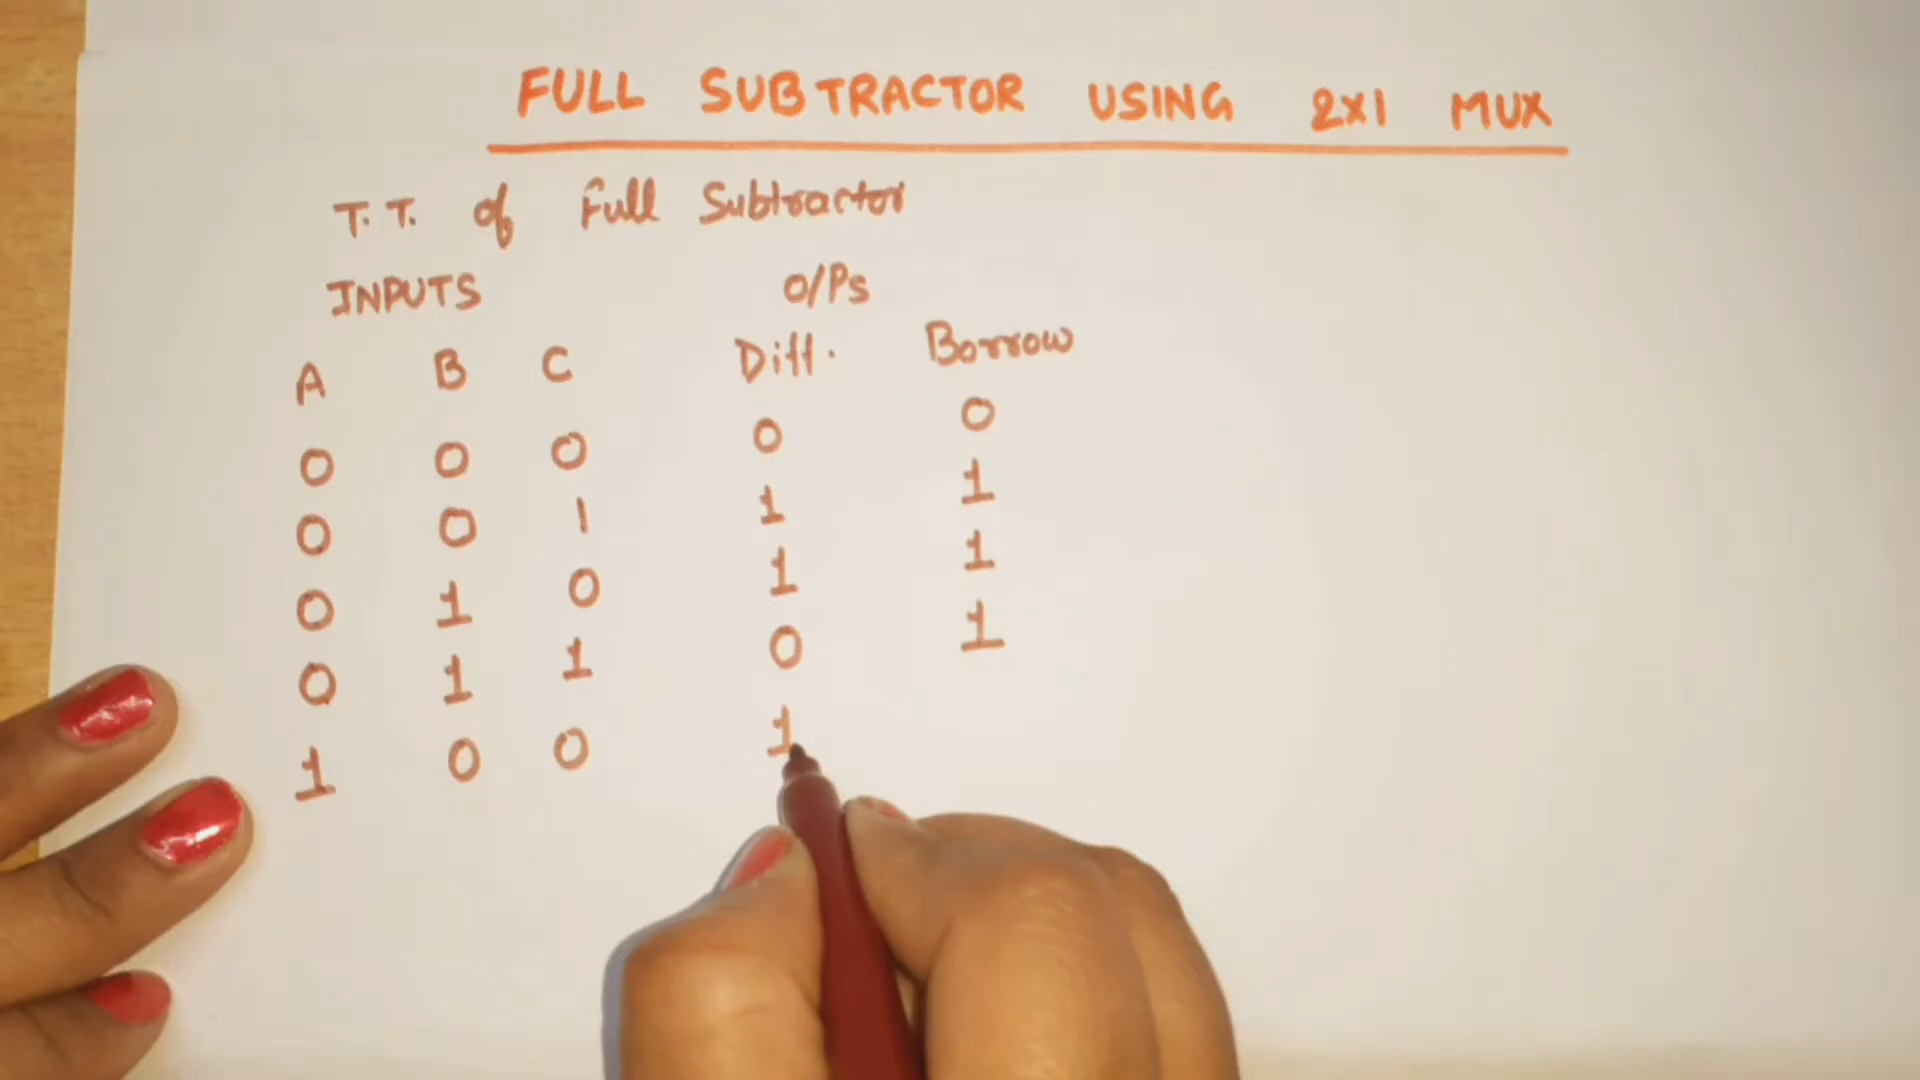 FULL SUBTRACTOR USING 2X1 MUX
T.T. of Full Subtractor
INPUTS O/Ps
A B C Diff. Borrow
0 0 0 0 0
0 0 1 1 1
0 1 0 1 1
0 1 1 0 1
1 0 0 1